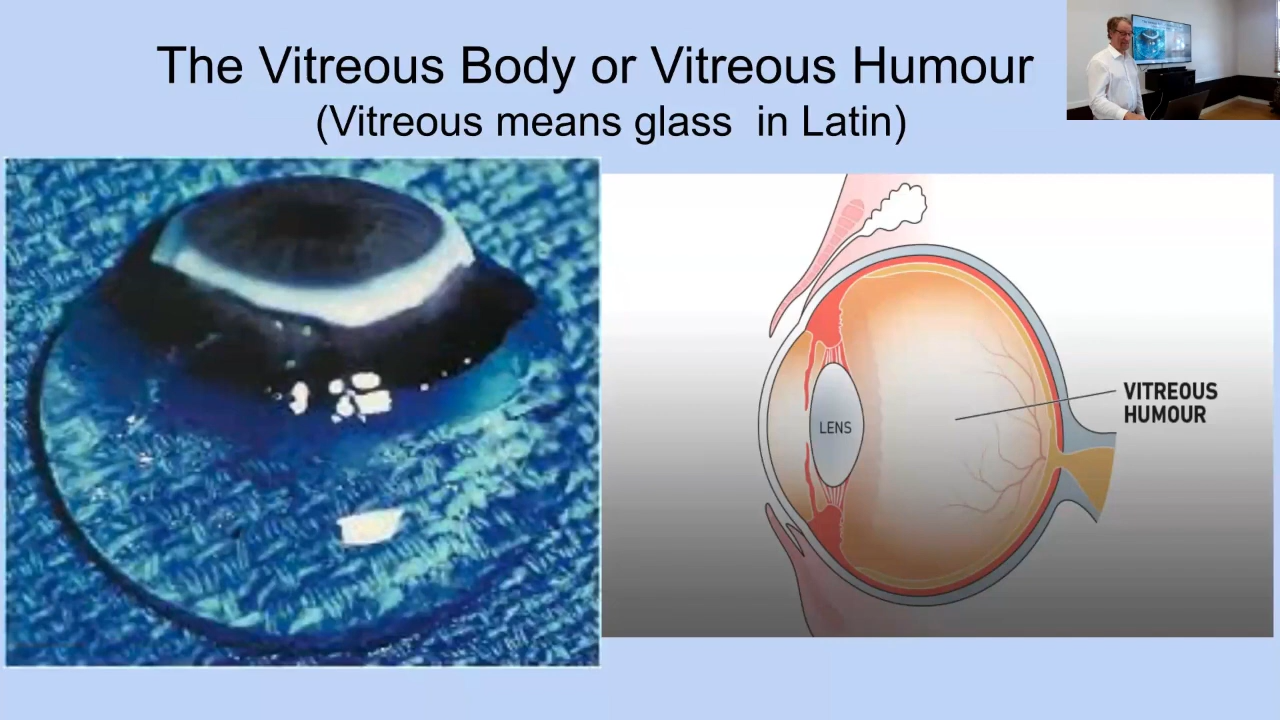 The Vitreous Body or Vitreous Humour
(Vitreous means glass in Latin)
LENS
VITREOUS
HUMOUR